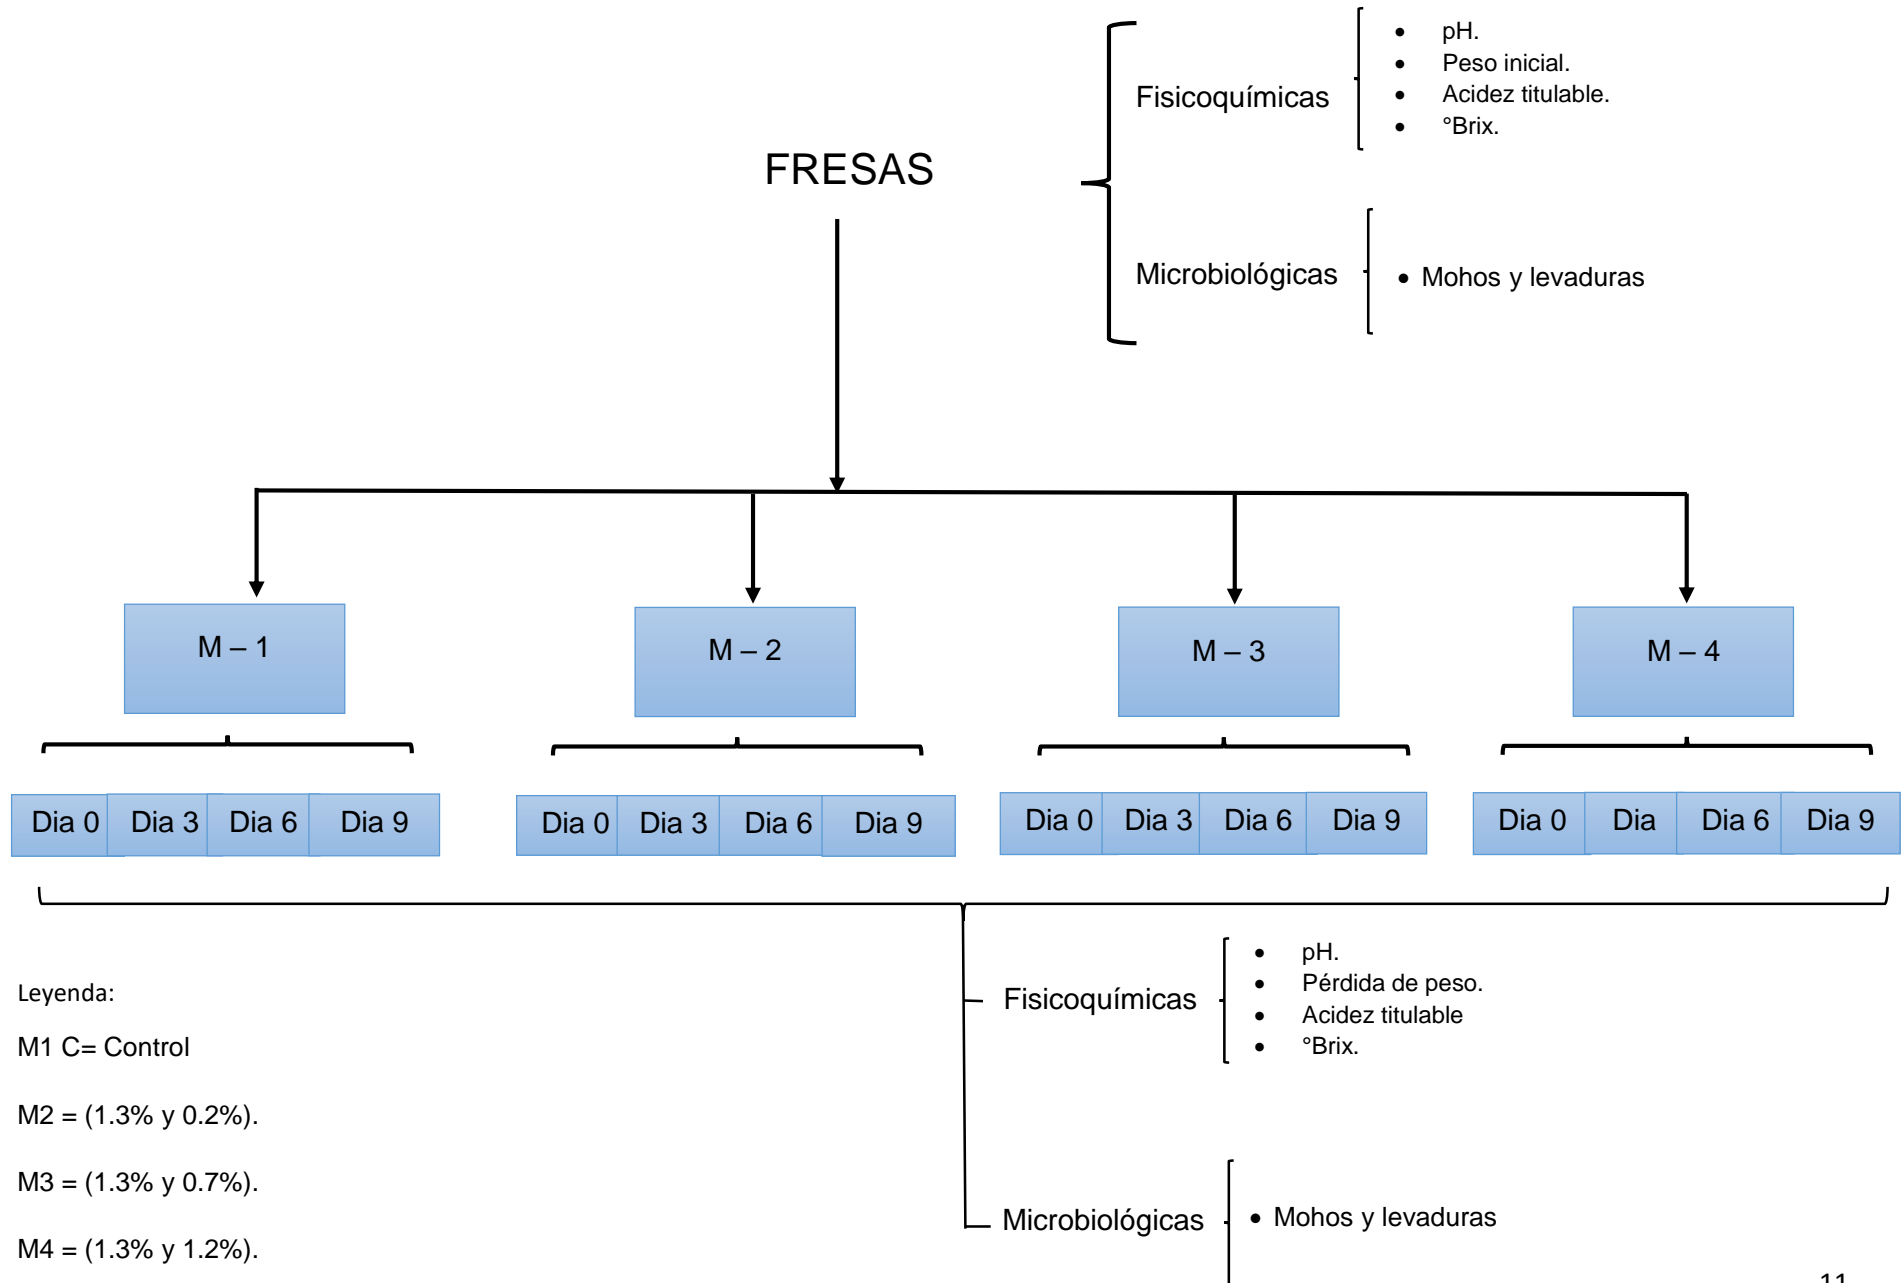 pH.
Peso inicial.
Fisicoquímicas
Acidez titulable.
°Brix.
FRESAS
Microbiológicas
Mohos y levaduras
M – 1
M – 2
M – 3
M – 4
Dia 0 Dia 3 Dia 6 Dia 9
Dia 0 Dia 3 Dia 6 Dia 9
Dia 0 Dia 3 Dia 6 Dia 9
Dia 0 Dia Dia 6 Dia 9
pH.
Pérdida de peso.
Fisicoquímicas
Acidez titulable
°Brix.
Microbiológicas
Mohos y levaduras
Leyenda:
M1 C= Control
M2 = (1.3% y 0.2%).
M3 = (1.3% y 0.7%).
M4 = (1.3% y 1.2%).